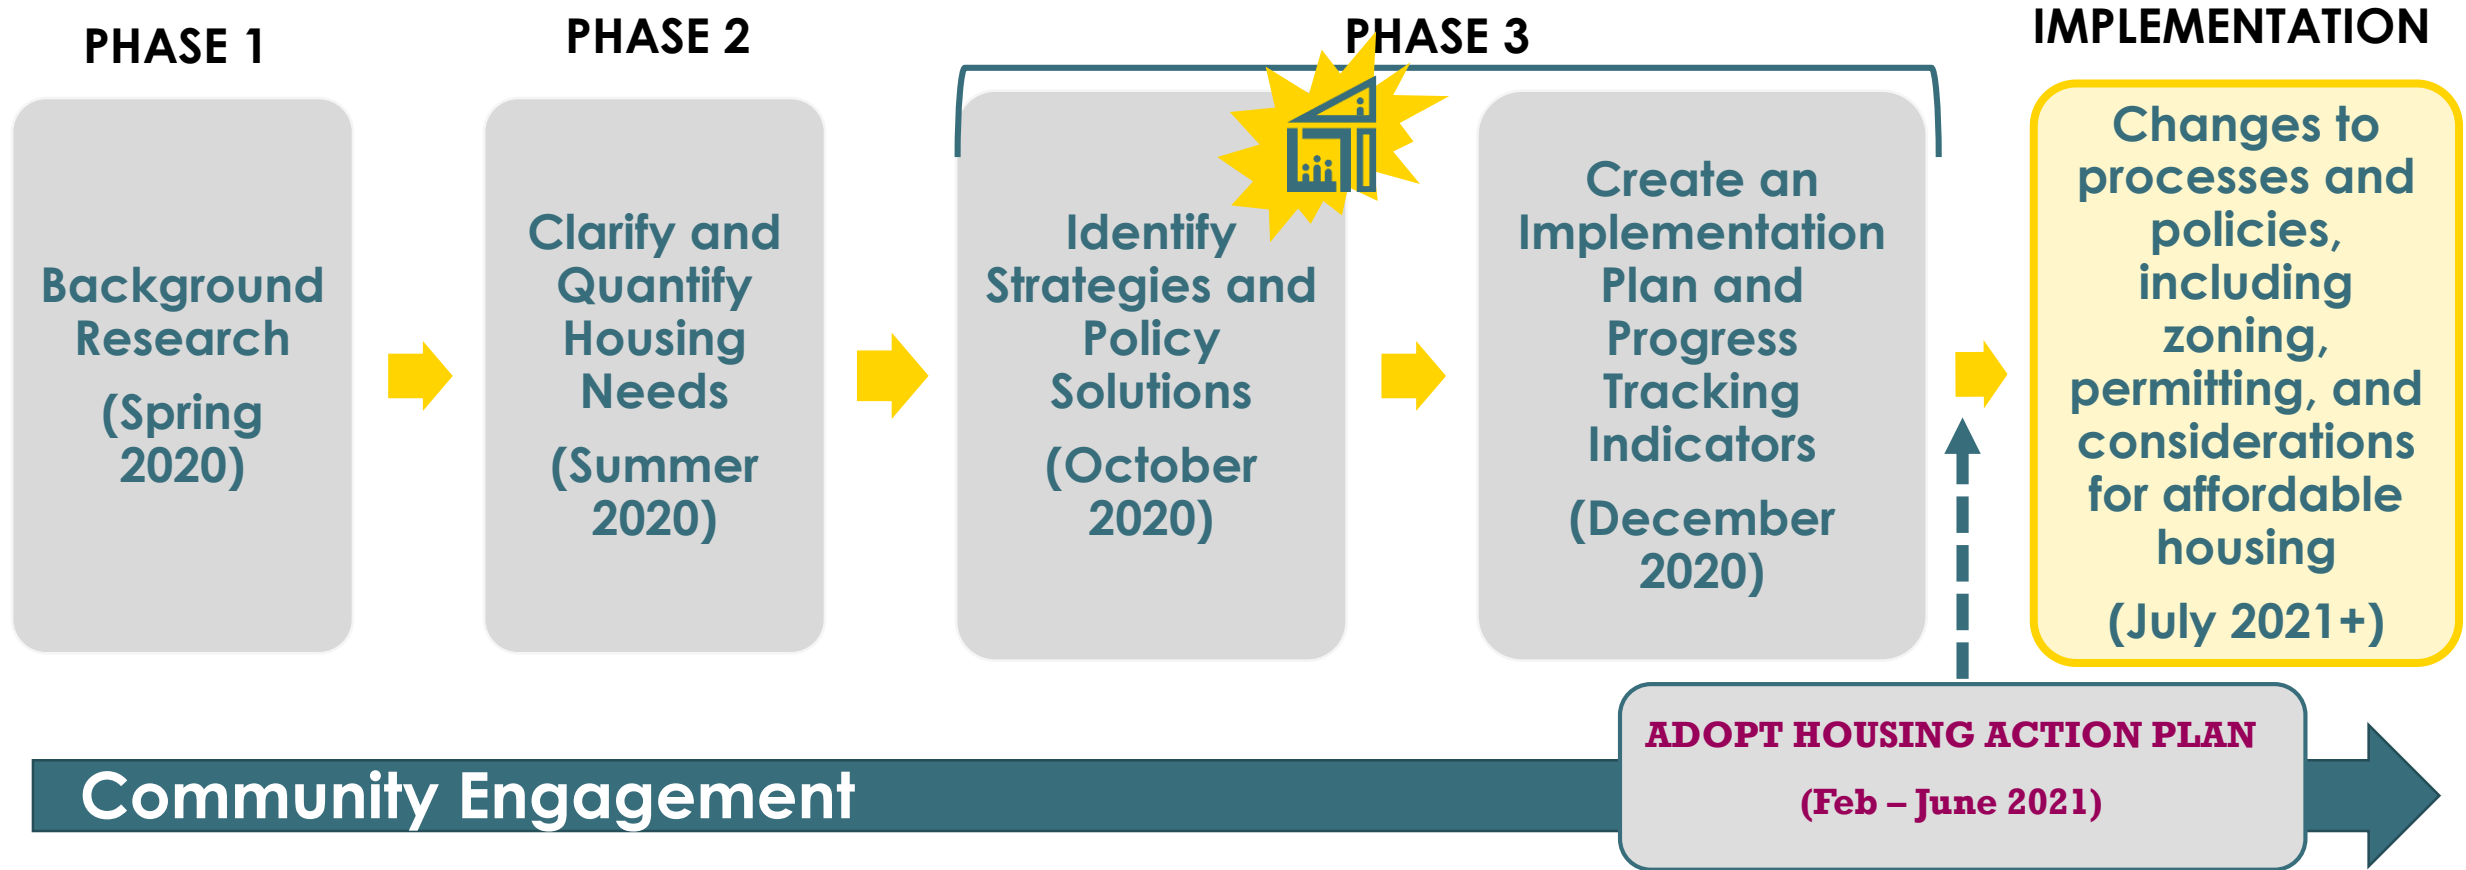 PHASE 1
Background
Research
(Spring
2020)
PHASE 2
Clarify and
Quantify
Housing
Needs
(Summer
2020)
PHASE 3
Identify
Strategies and
Policy
Solutions
(October
2020)
Create an
Implementation
Plan and
Progress
Tracking
Indicators
(December
2020)
IMPLEMENTATION
Changes to
processes and
policies,
including
zoning,
permitting, and
considerations
for affordable
housing
(July 2021+)
ADOPT HOUSING ACTION PLAN
(Feb – June 2021)
Community Engagement